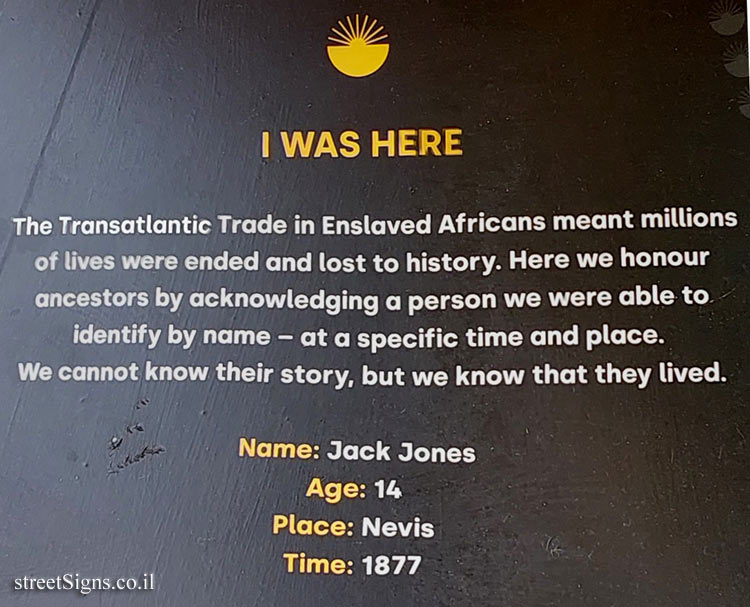 I WAS HERE
The Transatlantic Trade in Enslaved Africans meant millions
of lives were ended and lost to history. Here we honour
ancestors by acknowledging a person we were able to
identify by name – at a specific time and place.
We cannot know their story, but we know that they lived.
Name: Jack Jones
Age: 14
Place: Nevis
Time: 1877
streetSigns.co.il